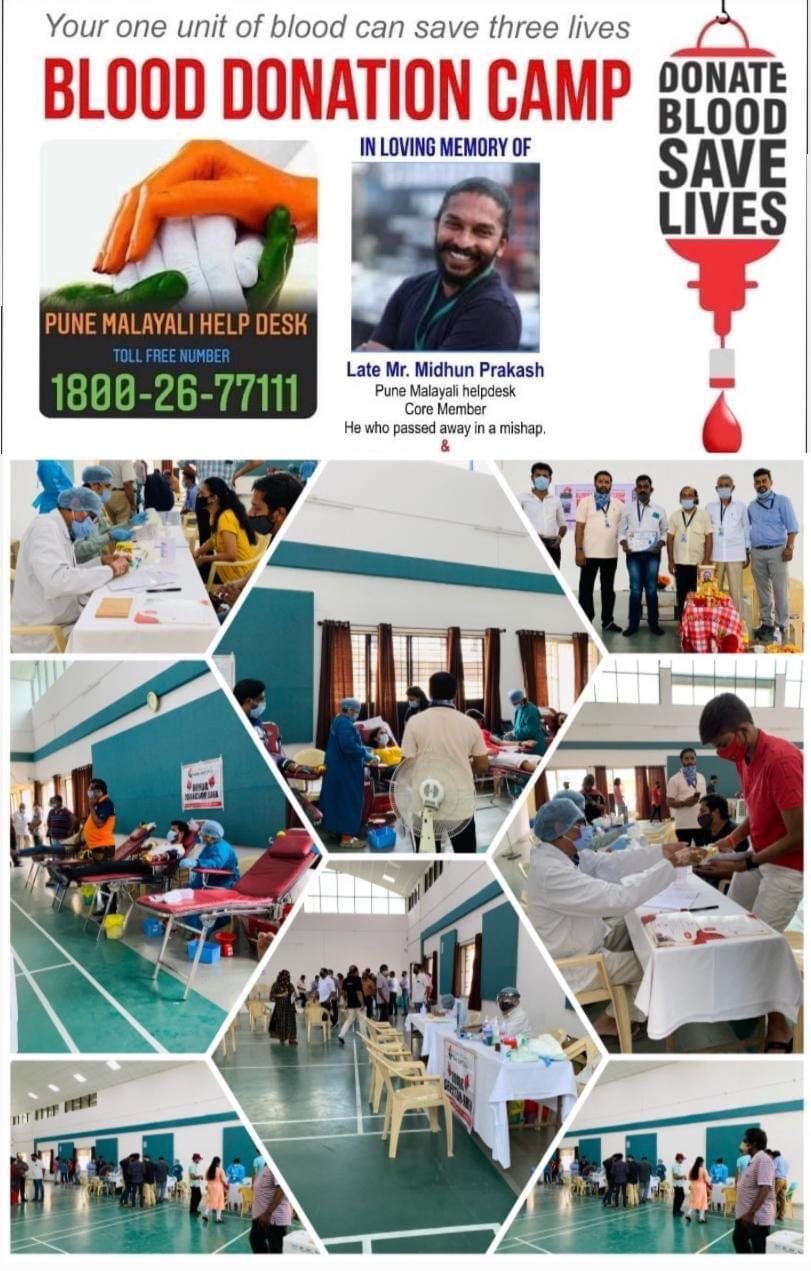 Your one unit of blood can save three lives
BLOOD DONATION CAMP
DONATE
BLOOD
SAVE
LIVES
IN LOVING MEMORY OF
PUNE MALAYALI HELP DESK
TOLL FREE NUMBER
1800-26-77111
Late Mr. Midhun Prakash
Pune Malayali helpdesk
Core Member
He who passed away in a mishap.
&